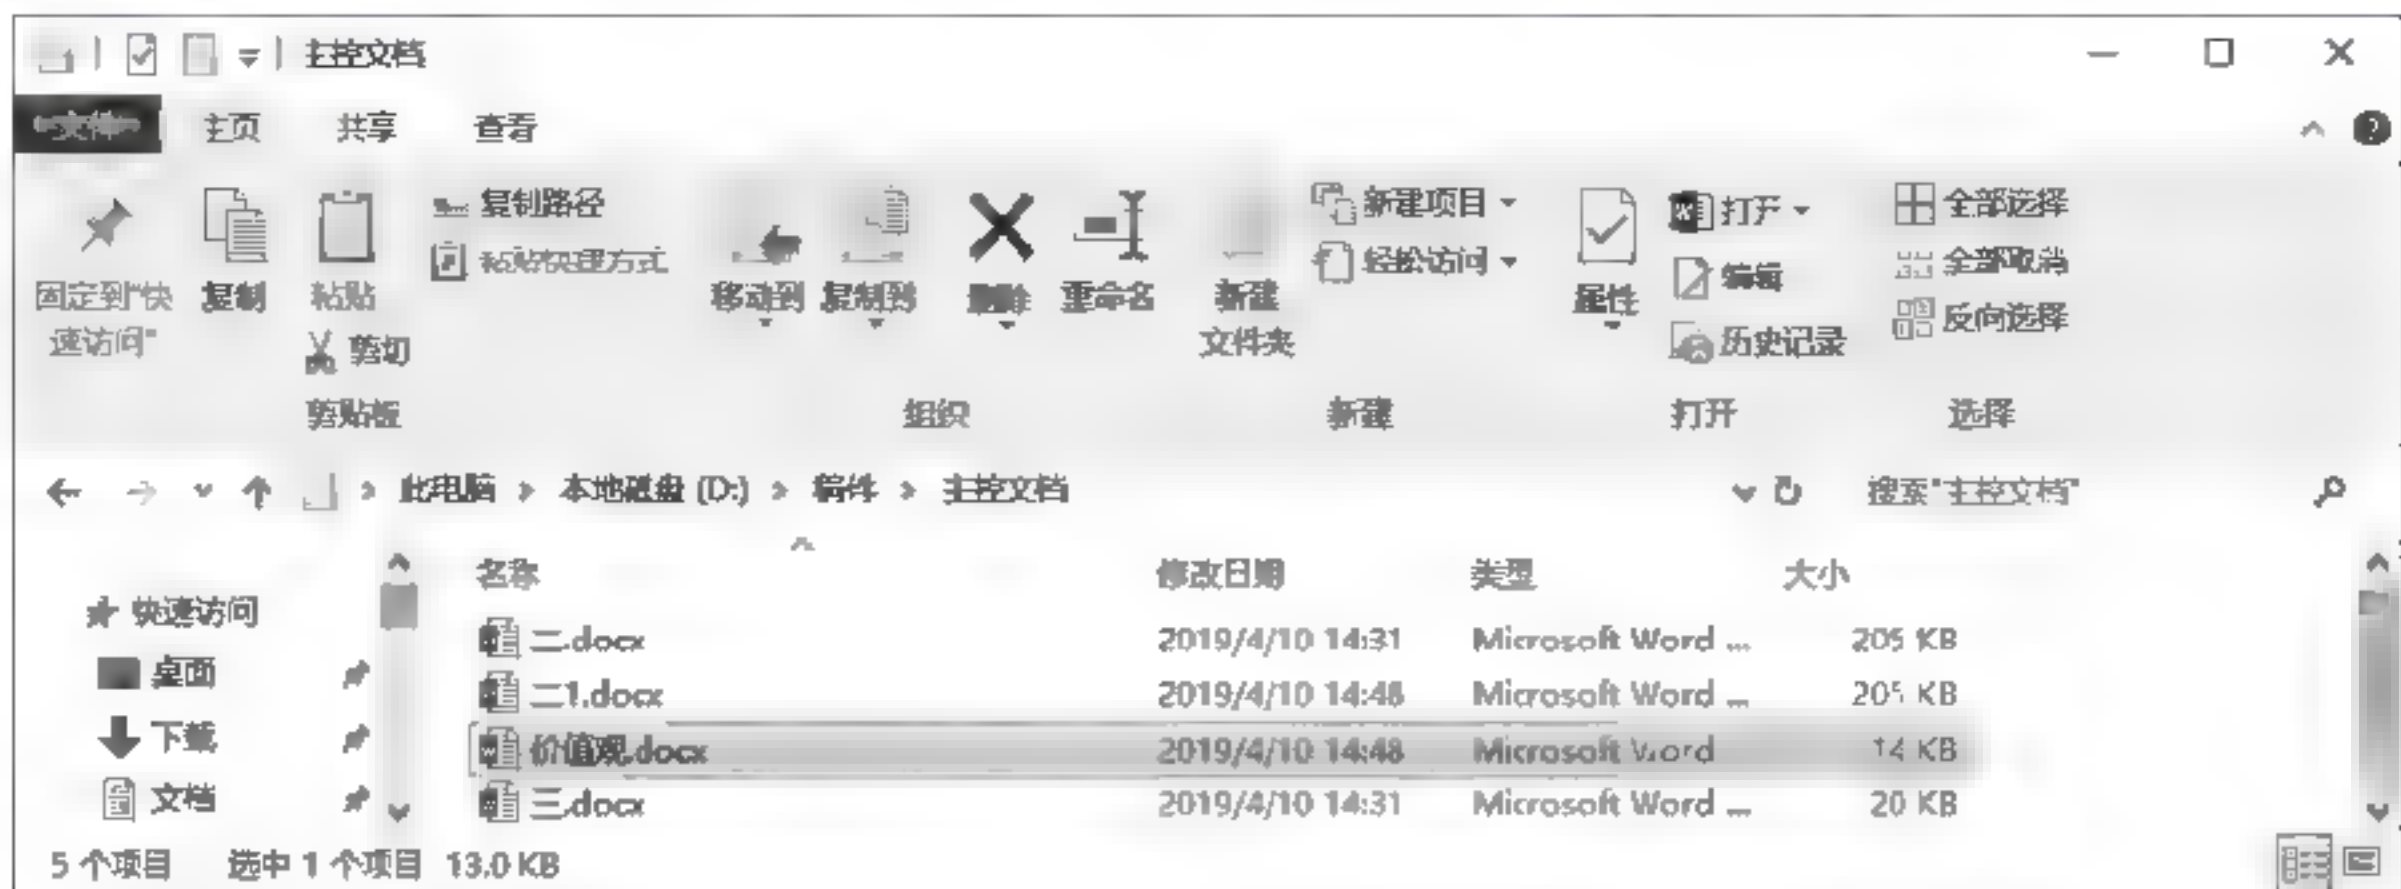 主控文档
文件 主页 共享 查看
复制路径 新建项目 打开 全部选择
粘贴快捷方式 轻松访问 编辑 全部取消
固定到"快速访问" 复制 粘贴 移动到 复制到 删除 重命名 新建文件夹 属性 历史记录 反向选择
剪切
剪贴板 组织 新建 打开 选择
此电脑 本地磁盘 (D:) 稿件 主控文档 搜索"主控文档"
名称 修改日期 类型 大小
快速访问
二.docx 2019/4/10 14:31 Microsoft Word ... 205 KB
桌面
二1.docx 2019/4/10 14:48 Microsoft Word ... 205 KB
下载
价值观.docx 2019/4/10 14:48 Microsoft Word 14 KB
文档
三.docx 2019/4/10 14:31 Microsoft Word ... 20 KB
5 个项目 选中 1 个项目 13.0 KB